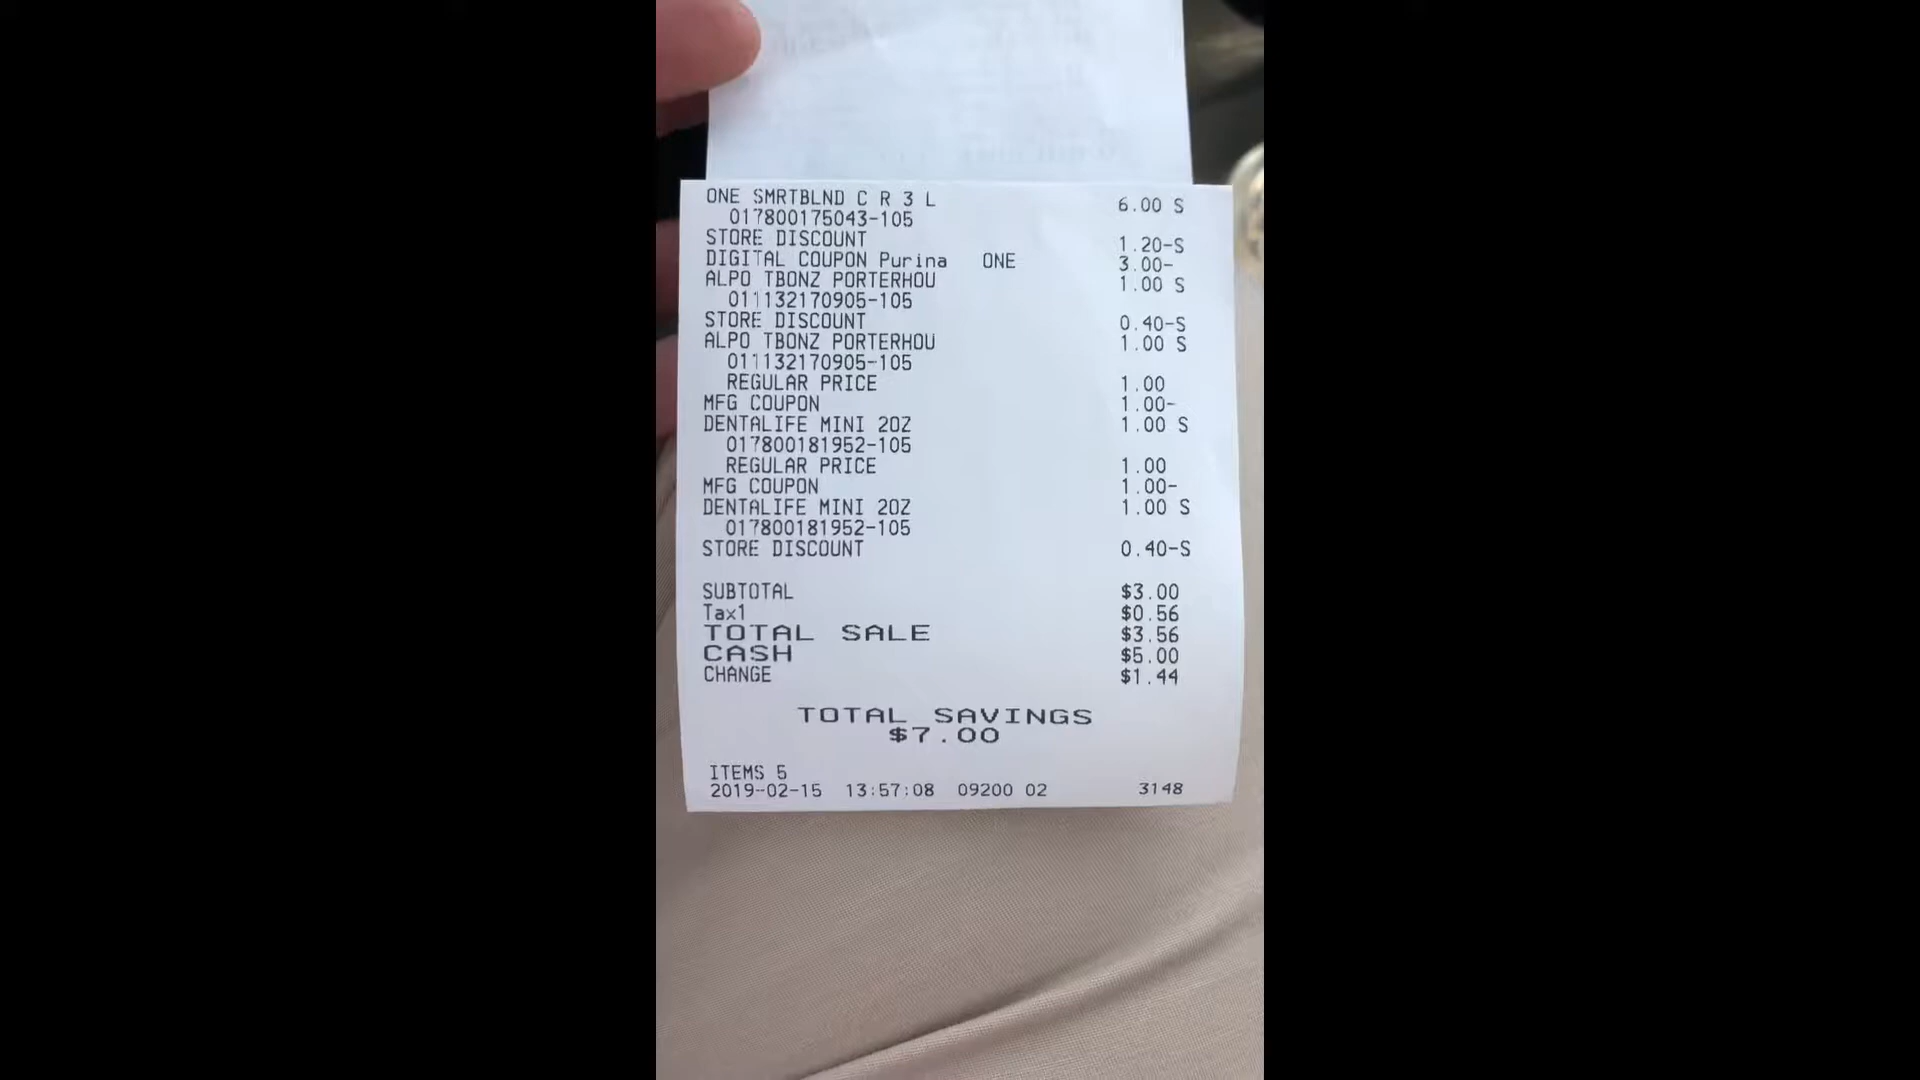 ONE SMRTBLND C R 3 L 6.00 S
017800175043-105
STORE DISCOUNT 1.20-S
DIGITAL COUPON Purina ONE 3.00-
ALPO TBONZ PORTERHOU 1.00 S
011132170905-105
STORE DISCOUNT 0.40-S
ALPO TBONZ PORTERHOU 1.00 S
011132170905-105
REGULAR PRICE 1.00
MFG COUPON 1.00-
DENTALIFE MINI 2OZ 1.00 S
017800181952-105
REGULAR PRICE 1.00
MFG COUPON 1.00-
DENTALIFE MINI 2OZ 1.00 S
017800181952-105
STORE DISCOUNT 0.40-S
SUBTOTAL $3.00
Tax1 $0.56
TOTAL SALE $3.56
CASH $5.00
CHANGE $1.44
TOTAL SAVINGS
$7.00
ITEMS 5
2019-02-15 13:57:08 09200 02 3148